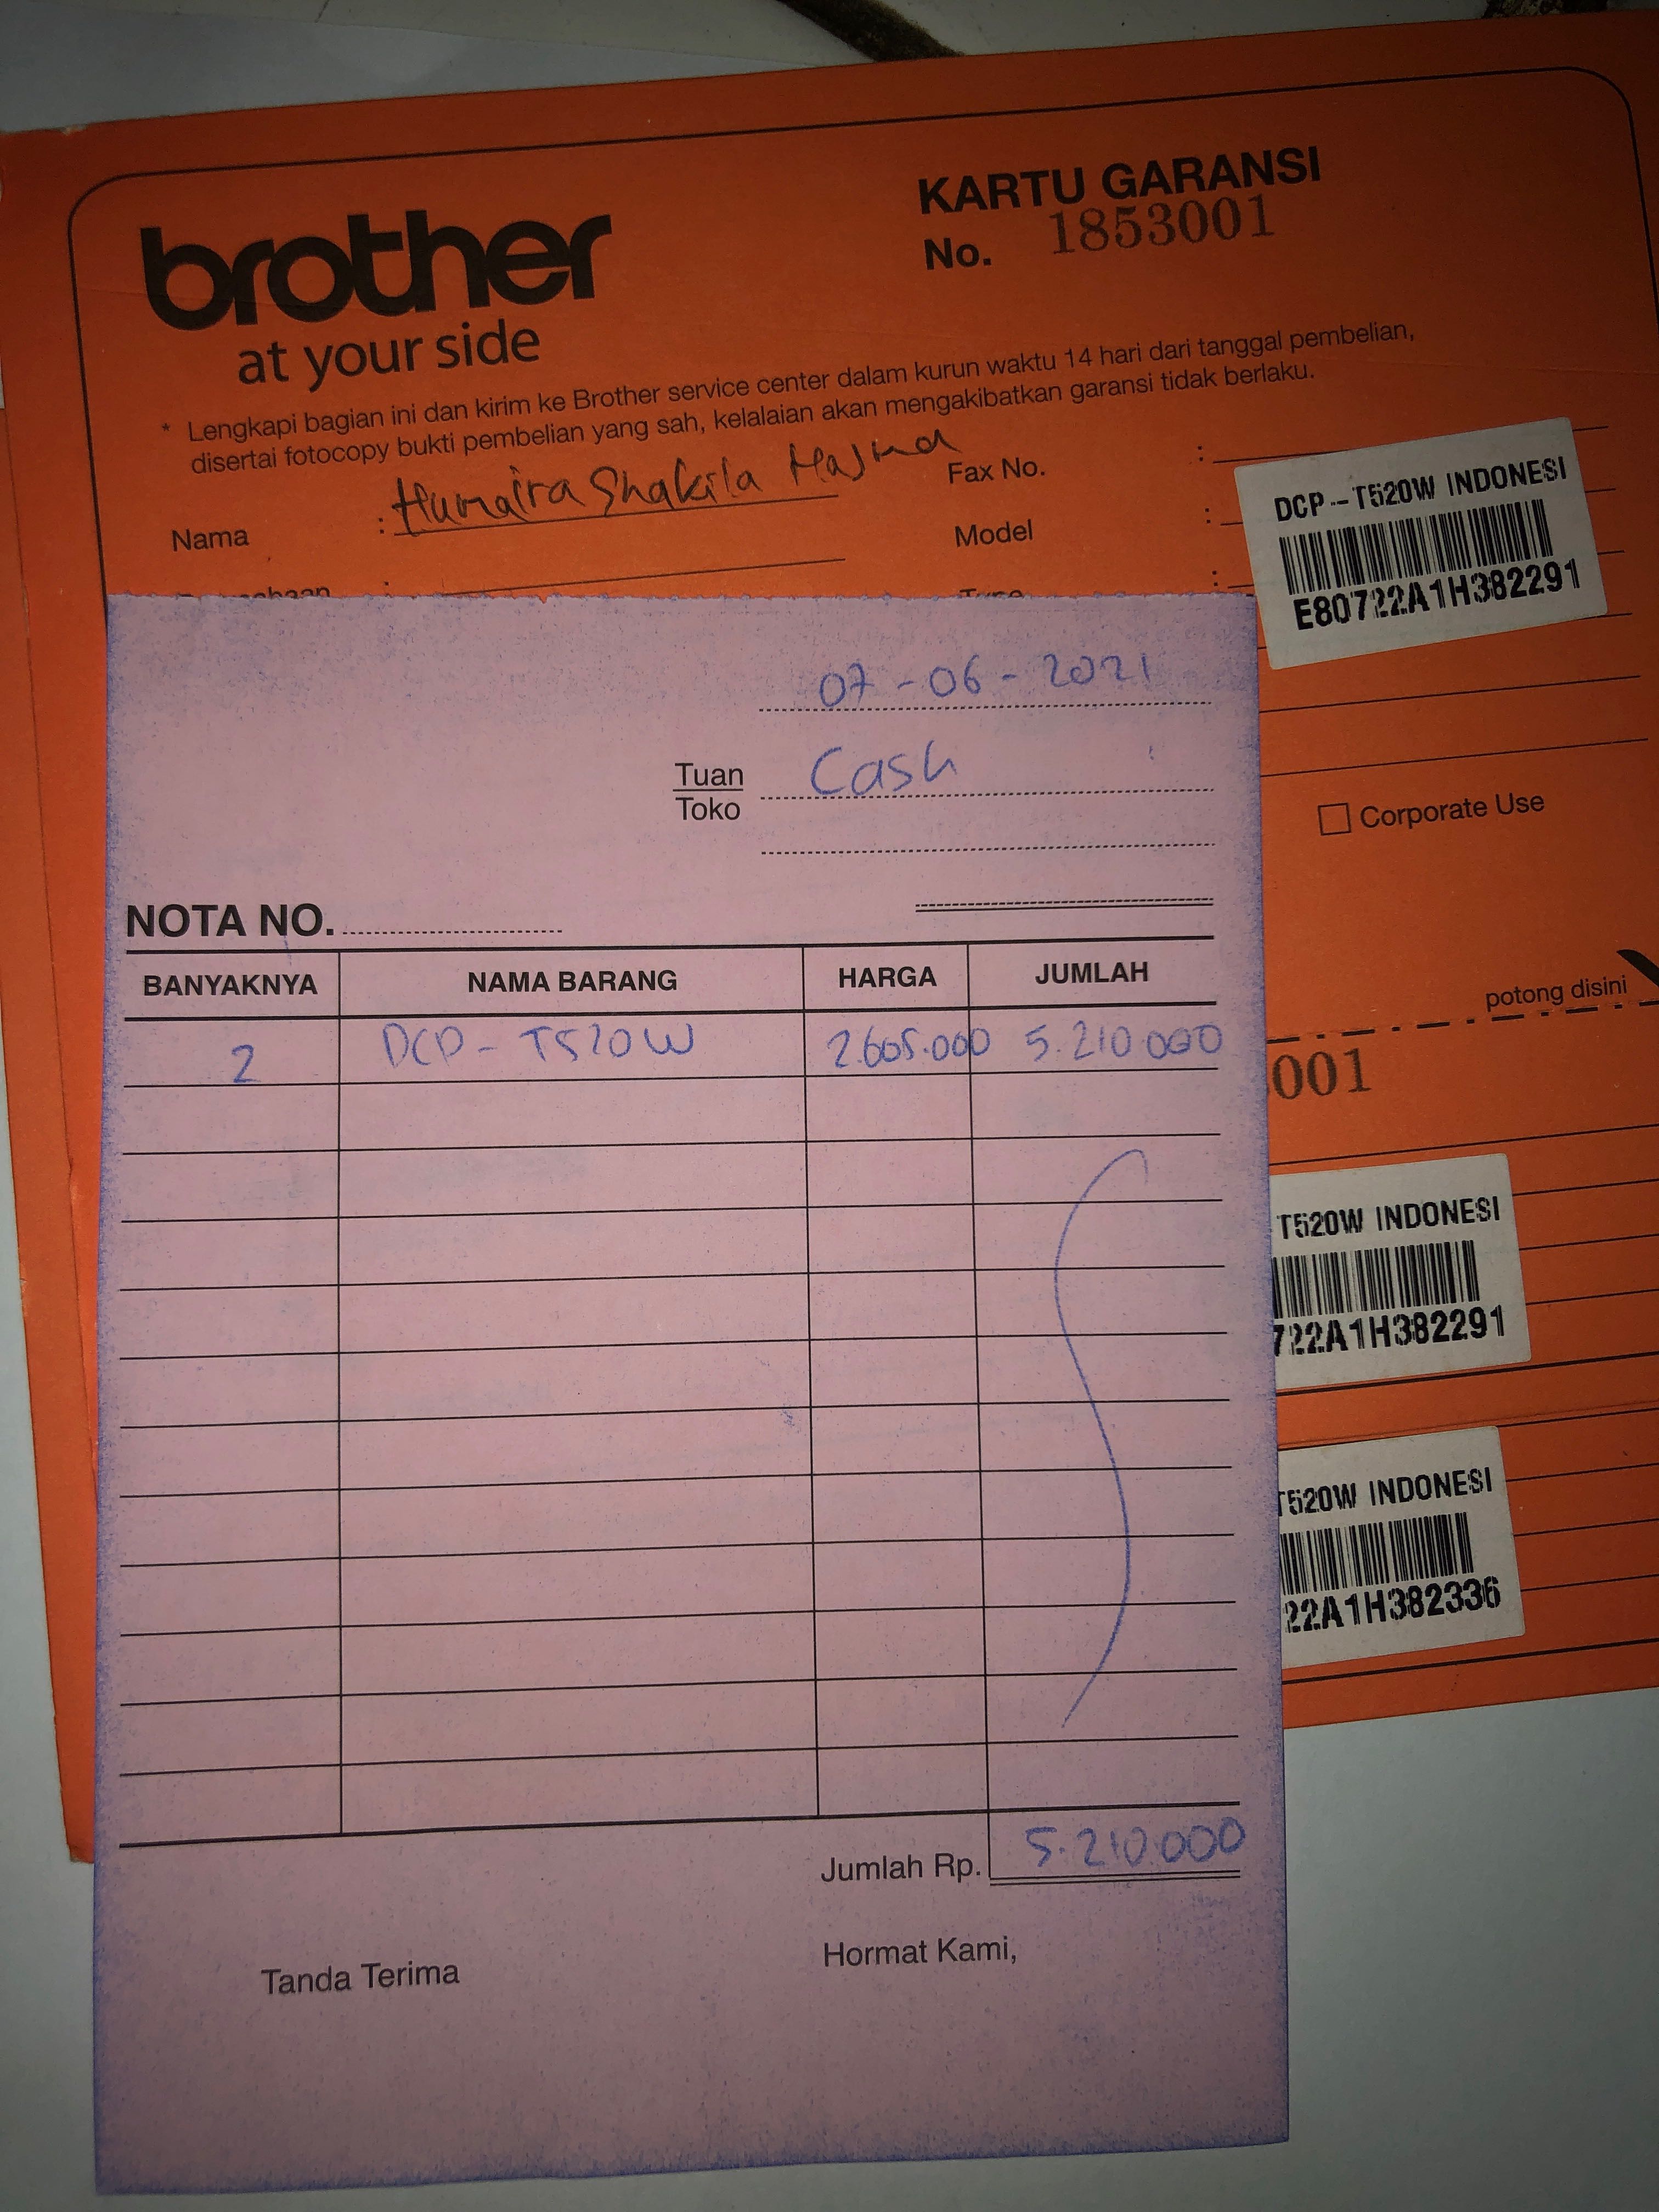 brother
at your side
KARTU GARANSI
No. 1853001
* Lengkapi bagian ini dan kirim ke Brother service center dalam kurun waktu 14 hari dari tanggal pembelian,
disertai fotocopy bukti pembelian yang sah, kelalaian akan mengakibatkan garansi tidak berlaku.
Nama : Humaira Shakila Hasna
Fax No. :
Model :
:
Type :
DCP-T520W INDONESI
E80722A1H382291
Corporate Use
potong disini
001
T520W INDONESI
722A1H382291
T520W INDONESI
22A1H382336
07-06-2021
Tuan
Toko
Cash
NOTA NO.
BANYAKNYA NAMA BARANG HARGA JUMLAH
2 DCP-T520W 2.605.000 5.210.000
Jumlah Rp. 5.210.000
Tanda Terima
Hormat Kami,